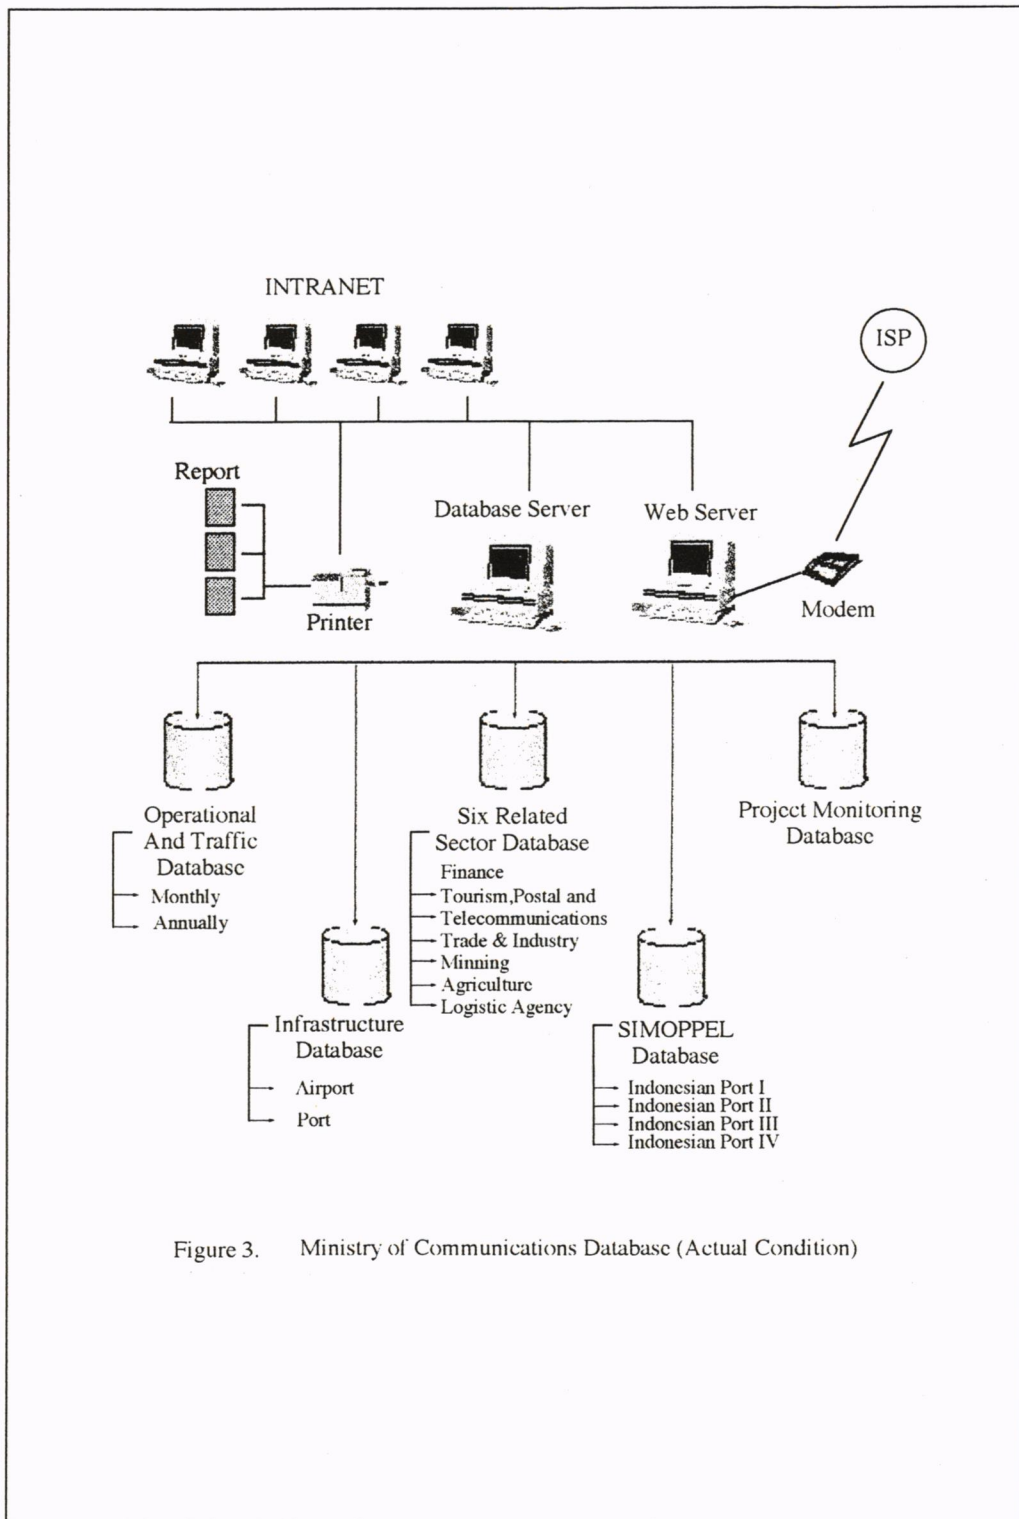 INTRANET
ISP
Report
Database Server
Web Server
Printer
Modem
Operational
And Traffic
Database
Monthly
Annually
Six Related
Sector Database
Finance
Tourism,Postal and
Telecommunications
Trade & Industry
Minning
Agriculture
Logistic Agency
Project Monitoring
Database
Infrastructure
Database
Airport
Port
SIMOPPEL
Database
Indonesian Port I
Indonesian Port II
Indonesian Port III
Indonesian Port IV
Figure 3. Ministry of Communications Database (Actual Condition)